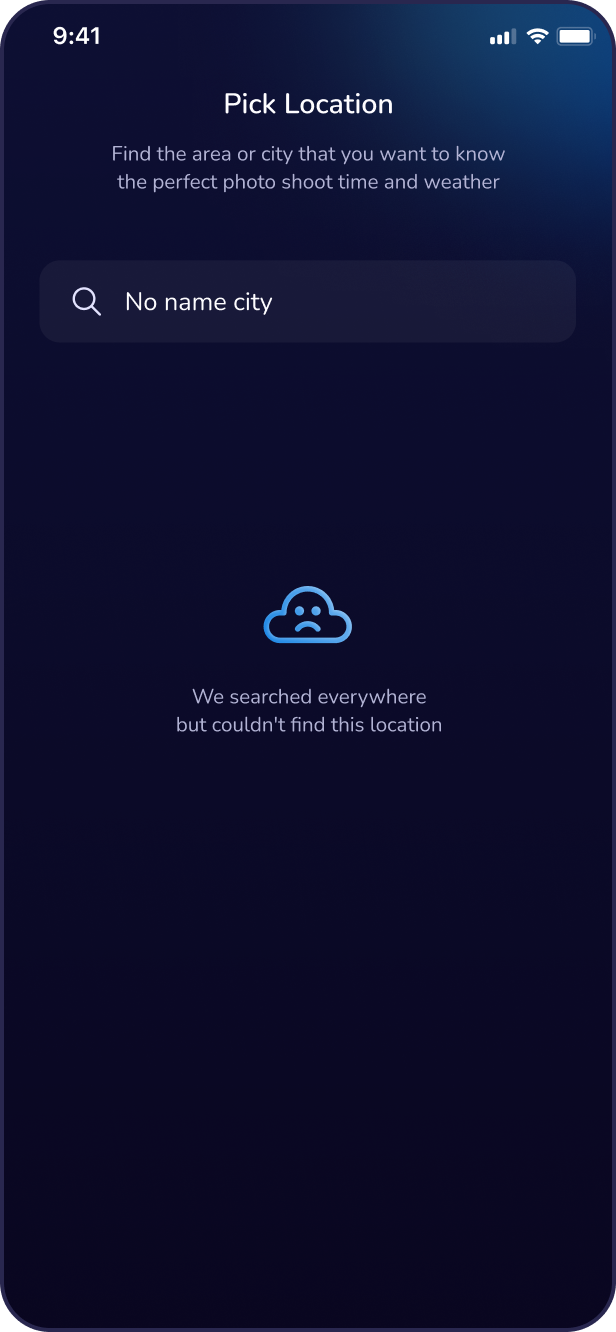 9:41
Pick Location
Find the area or city that you want to know
the perfect photo shoot time and weather
No name city
We searched everywhere
but couldn't find this location